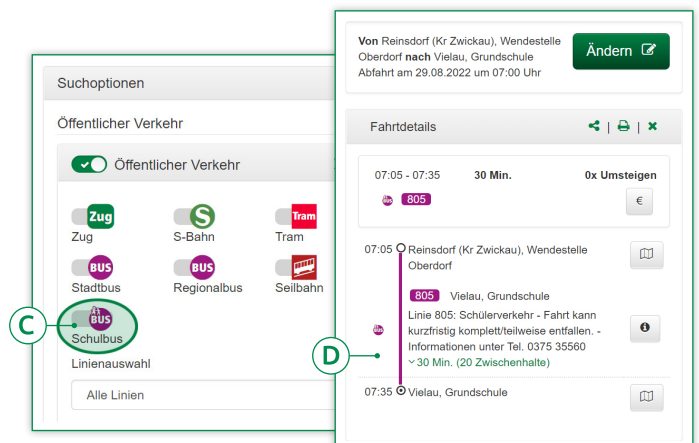 Suchoptionen
Öffentlicher Verkehr
Öffentlicher Verkehr
Zug
Zug
S
S-Bahn
Tram
Tram
BUS
Stadtbus
BUS
Regionalbus
Seilbahn
C
BUS
Schulbus
Linienauswahl
Alle Linien
Von Reinsdorf (Kr Zwickau), Wendestelle
Oberdorf nach Vielau, Grundschule
Abfahrt am 29.08.2022 um 07:00 Uhr
Ändern
Fahrtdetails
07:05 - 07:35 30 Min. 0x Umsteigen
BUS 805 €
07:05 Reinsdorf (Kr Zwickau), Wendestelle
Oberdorf
805 Vielau, Grundschule
Linie 805: Schülerverkehr - Fahrt kann
kurzfristig komplett/teilweise entfallen. -
Informationen unter Tel. 0375 35560
30 Min. (20 Zwischenhalte)
BUS
D
07:35 Vielau, Grundschule